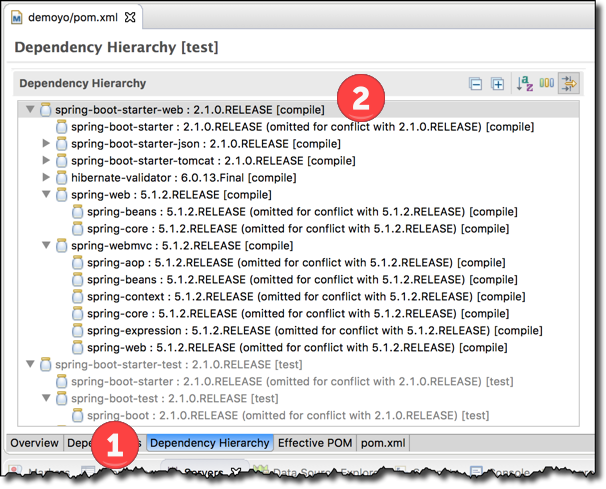 demoyo/pom.xml
Dependency Hierarchy [test]
Dependency Hierarchy
2
spring-boot-starter-web : 2.1.0.RELEASE [compile]
spring-boot-starter : 2.1.0.RELEASE (omitted for conflict with 2.1.0.RELEASE) [compile]
spring-boot-starter-json : 2.1.0.RELEASE [compile]
spring-boot-starter-tomcat : 2.1.0.RELEASE [compile]
hibernate-validator : 6.0.13.Final [compile]
spring-web : 5.1.2.RELEASE [compile]
spring-beans : 5.1.2.RELEASE (omitted for conflict with 5.1.2.RELEASE) [compile]
spring-core : 5.1.2.RELEASE (omitted for conflict with 5.1.2.RELEASE) [compile]
spring-webmvc : 5.1.2.RELEASE [compile]
spring-aop : 5.1.2.RELEASE (omitted for conflict with 5.1.2.RELEASE) [compile]
spring-beans : 5.1.2.RELEASE (omitted for conflict with 5.1.2.RELEASE) [compile]
spring-context : 5.1.2.RELEASE (omitted for conflict with 5.1.2.RELEASE) [compile]
spring-core : 5.1.2.RELEASE (omitted for conflict with 5.1.2.RELEASE) [compile]
spring-expression : 5.1.2.RELEASE (omitted for conflict with 5.1.2.RELEASE) [compile]
spring-web : 5.1.2.RELEASE (omitted for conflict with 5.1.2.RELEASE) [compile]
spring-boot-starter-test : 2.1.0.RELEASE [test]
spring-boot-starter : 2.1.0.RELEASE (omitted for conflict with 2.1.0.RELEASE) [test]
spring-boot-test : 2.1.0.RELEASE [test]
spring-boot : 2.1.0.RELEASE (omitted for conflict with 2.1.0.RELEASE) [test]
Overview 1 Dependency Hierarchy Effective POM pom.xml
Servers Data Source Explorer Console